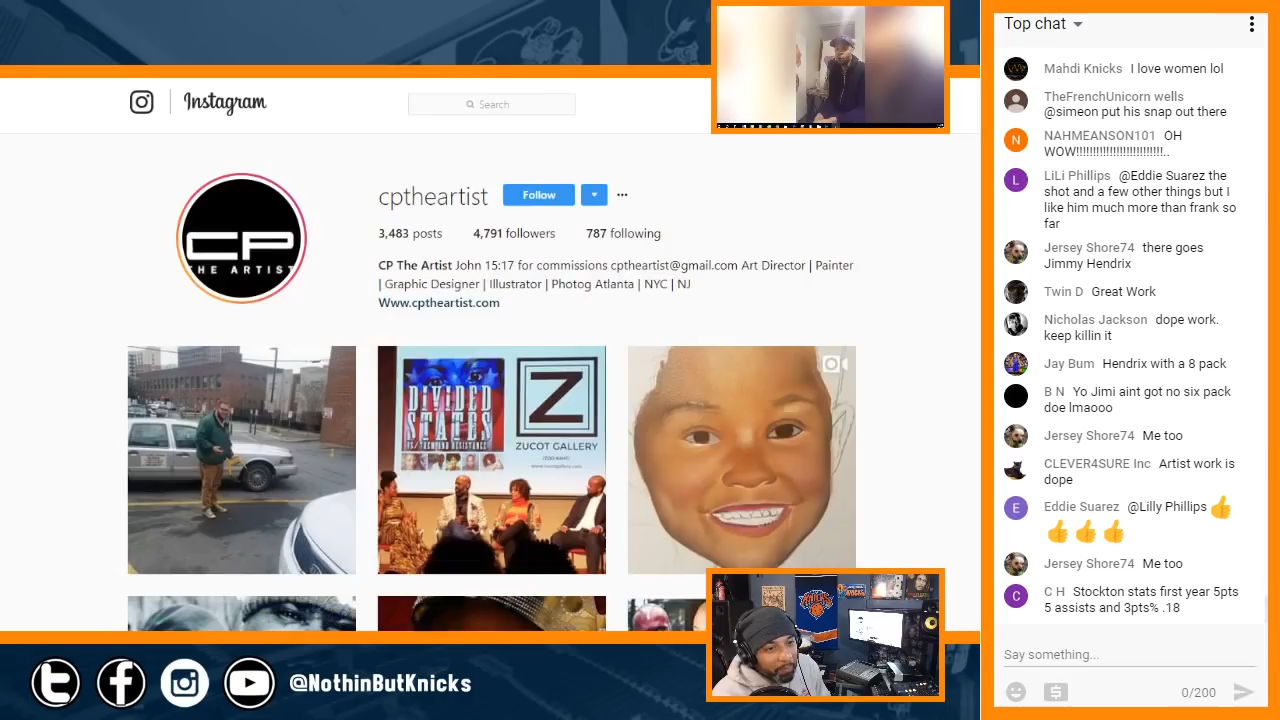 Instagram
Search
CP
THE ARTIST
cptheartist
Follow
3,483 posts 4,791 followers 787 following
CP The Artist John 15:17 for commissions cptheartist@gmail.com Art Director | Painter
| Graphic Designer | Illustrator | Photog Atlanta | NYC | NJ
Www.cptheartist.com
DIVIDED
STATES
Z
ZUCOT GALLERY
KNICKS
@NothinButKnicks
Top chat
Mahdi Knicks I love women lol
TheFrenchUnicorn wells
@simeon put his snap out there
N
NAHMEANSON101 OH
WOW!!!!!!!!!!!!!!!!!!!!!!!!!!..
L
LiLi Phillips @Eddie Suarez the
shot and a few other things but I
like him much more than frank so
far
Jersey Shore74 there goes
Jimmy Hendrix
Twin D Great Work
Nicholas Jackson dope work.
keep killin it
Jay Bum Hendrix with a 8 pack
B N Yo Jimi aint got no six pack
doe lmaooo
Jersey Shore74 Me too
CLEVER4SURE Inc Artist work is
dope
E
Eddie Suarez @Lilly Phillips
Jersey Shore74 Me too
C
C H Stockton stats first year 5pts
5 assists and 3pts% .18
Say something...
0/200